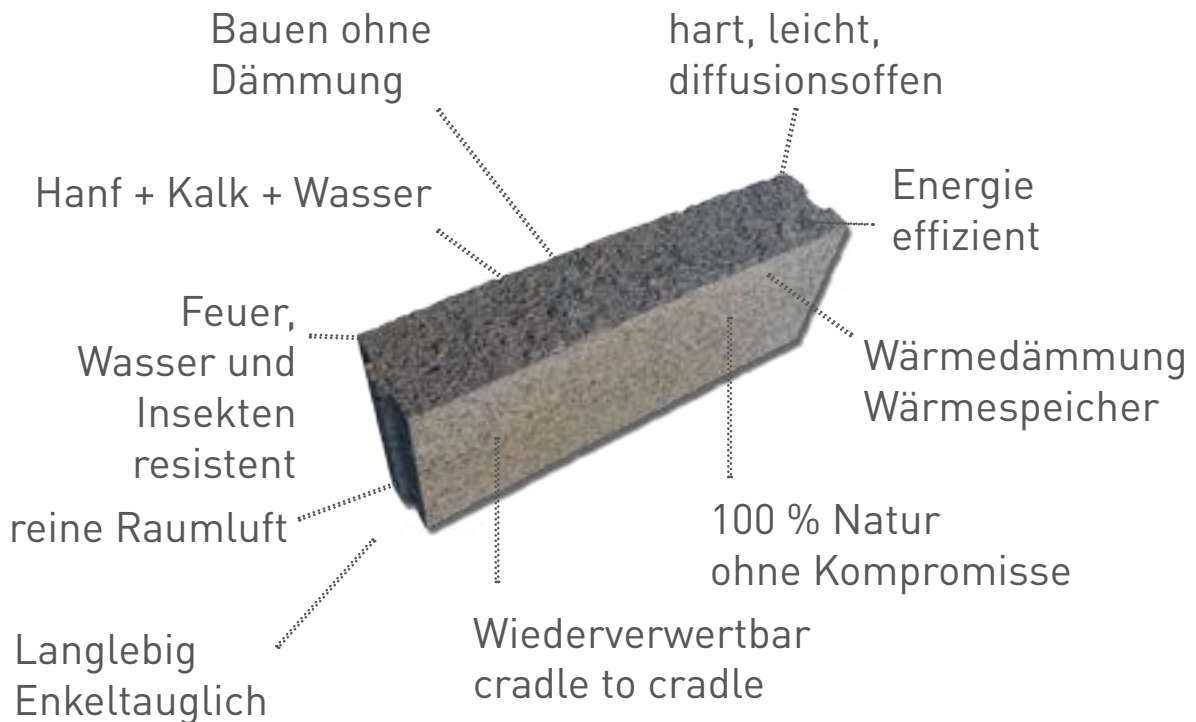 Bauen ohne
Dämmung
hart, leicht,
diffusionsoffen
Hanf + Kalk + Wasser
Energie
effizient
Feuer,
Wasser und
Insekten
resistent
Wärmedämmung
Wärmespeicher
reine Raumluft
100 % Natur
ohne Kompromisse
Langlebig
Enkeltauglich
Wiederverwertbar
cradle to cradle